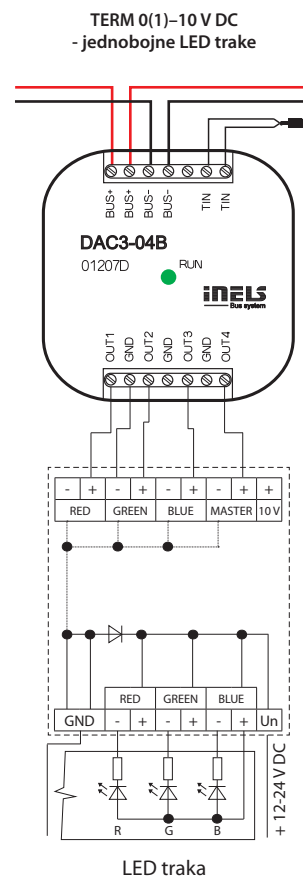 TERM 0(1)–10 V DC
- jednobojne LED trake
BUS+ BUS+ BUS- BUS- TIN TIN
DAC3-04B
01207D
RUN
iNELS
Bus system
OUT1 GND OUT2 GND OUT3 GND OUT4
- + - + - + - + +
RED GREEN BLUE MASTER 10 V
RED GREEN BLUE
GND - + - + - + Un
+ 12-24 V DC
R G B
LED traka